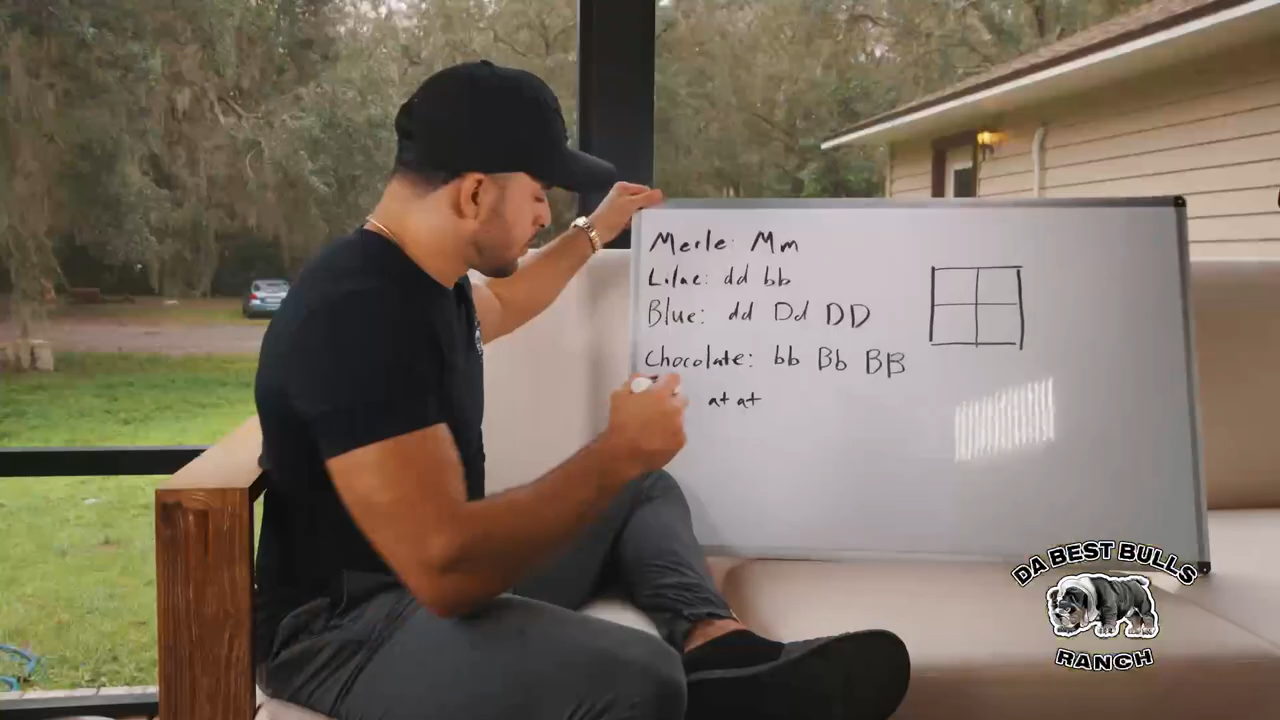 Merle: Mm
Lilac: dd bb
Blue: dd Dd DD
Chocolate: bb Bb BB
at at
DA BEST BULLS
RANCH